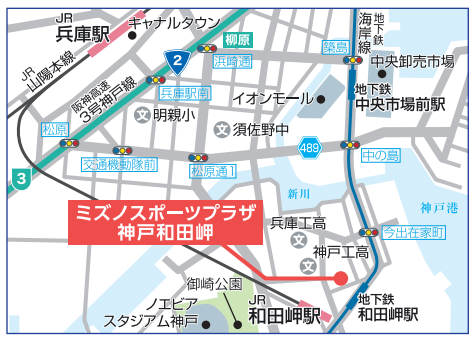 JR
兵庫駅
キャナルタウン
JR
山陽本線
阪神高速
3号神戸線
2
柳原
浜崎通
兵庫駅南
築島
地下鉄
海岸線
中央卸売市場
地下鉄
中央市場前駅
イオンモール
文
明親小
文
須佐野中
松原
交通機動隊前
松原通1
489
中の島
3
新川
神戸港
ミズノスポーツプラザ
神戸和田岬
兵庫工高
文
神戸工高
文
今出在家町
御崎公園
ノエビア
スタジアム神戸
JR
和田岬駅
地下鉄
和田岬駅